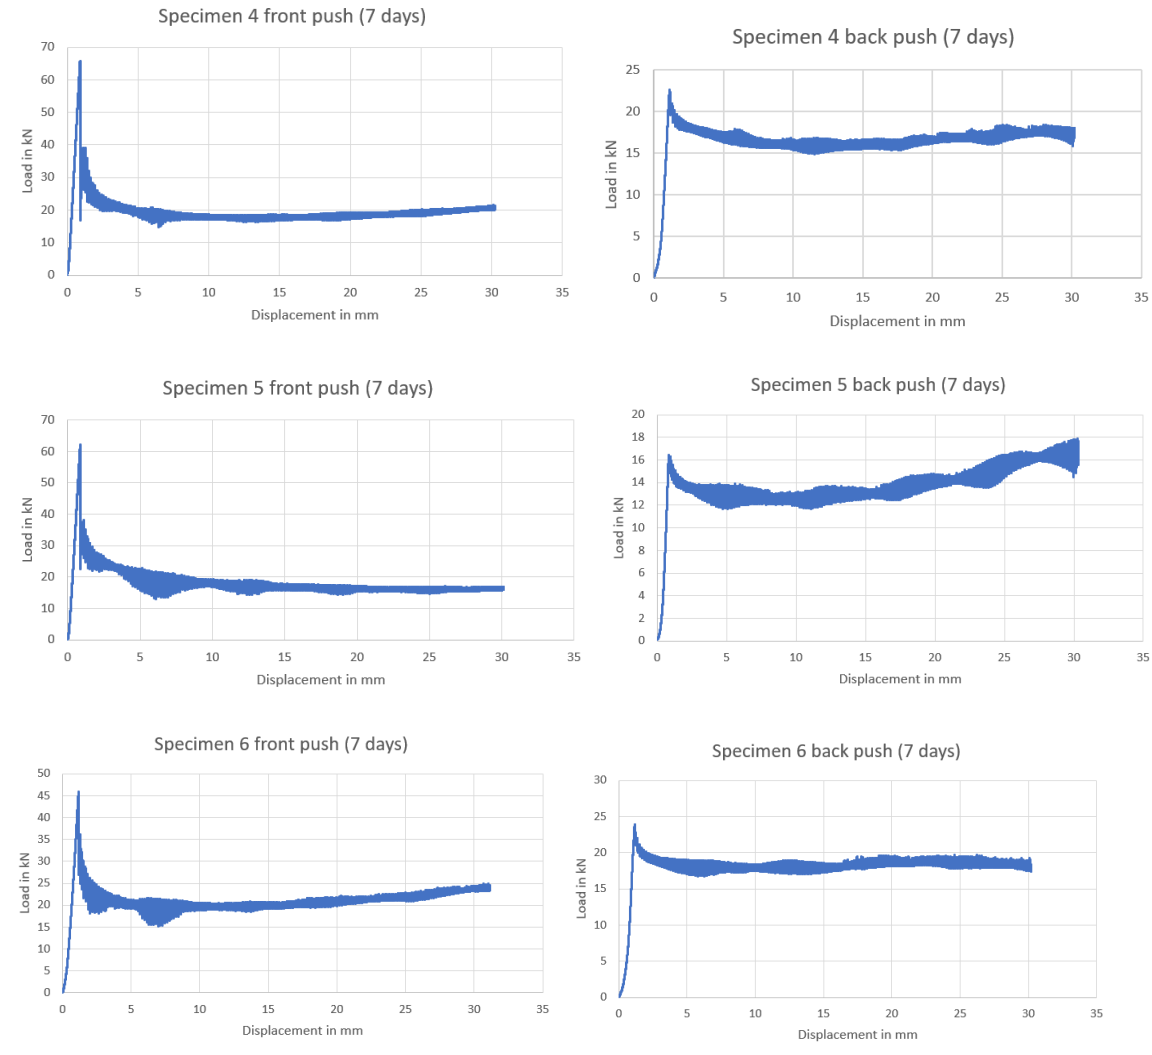 Specimen 4 front push (7 days)
70
60
50
40
30
20
10
0
Load in kN
0 5 10 15 20 25 30 35
Displacement in mm
Specimen 4 back push (7 days)
25
20
15
10
5
0
Load in kN
0 5 10 15 20 25 30 35
Displacement in mm
Specimen 5 front push (7 days)
70
60
50
40
30
20
10
0
Load in kN
0 5 10 15 20 25 30 35
Displacement in mm
Specimen 5 back push (7 days)
20
18
16
14
12
10
8
6
4
2
0
Load in kN
0 5 10 15 20 25 30 35
Displacement in mm
Specimen 6 front push (7 days)
50
45
40
35
30
25
20
15
10
5
0
Load in kN
0 5 10 15 20 25 30 35
Displacement in mm
Specimen 6 back push (7 days)
30
25
20
15
10
5
0
Load in kN
0 5 10 15 20 25 30 35
Displacement in mm